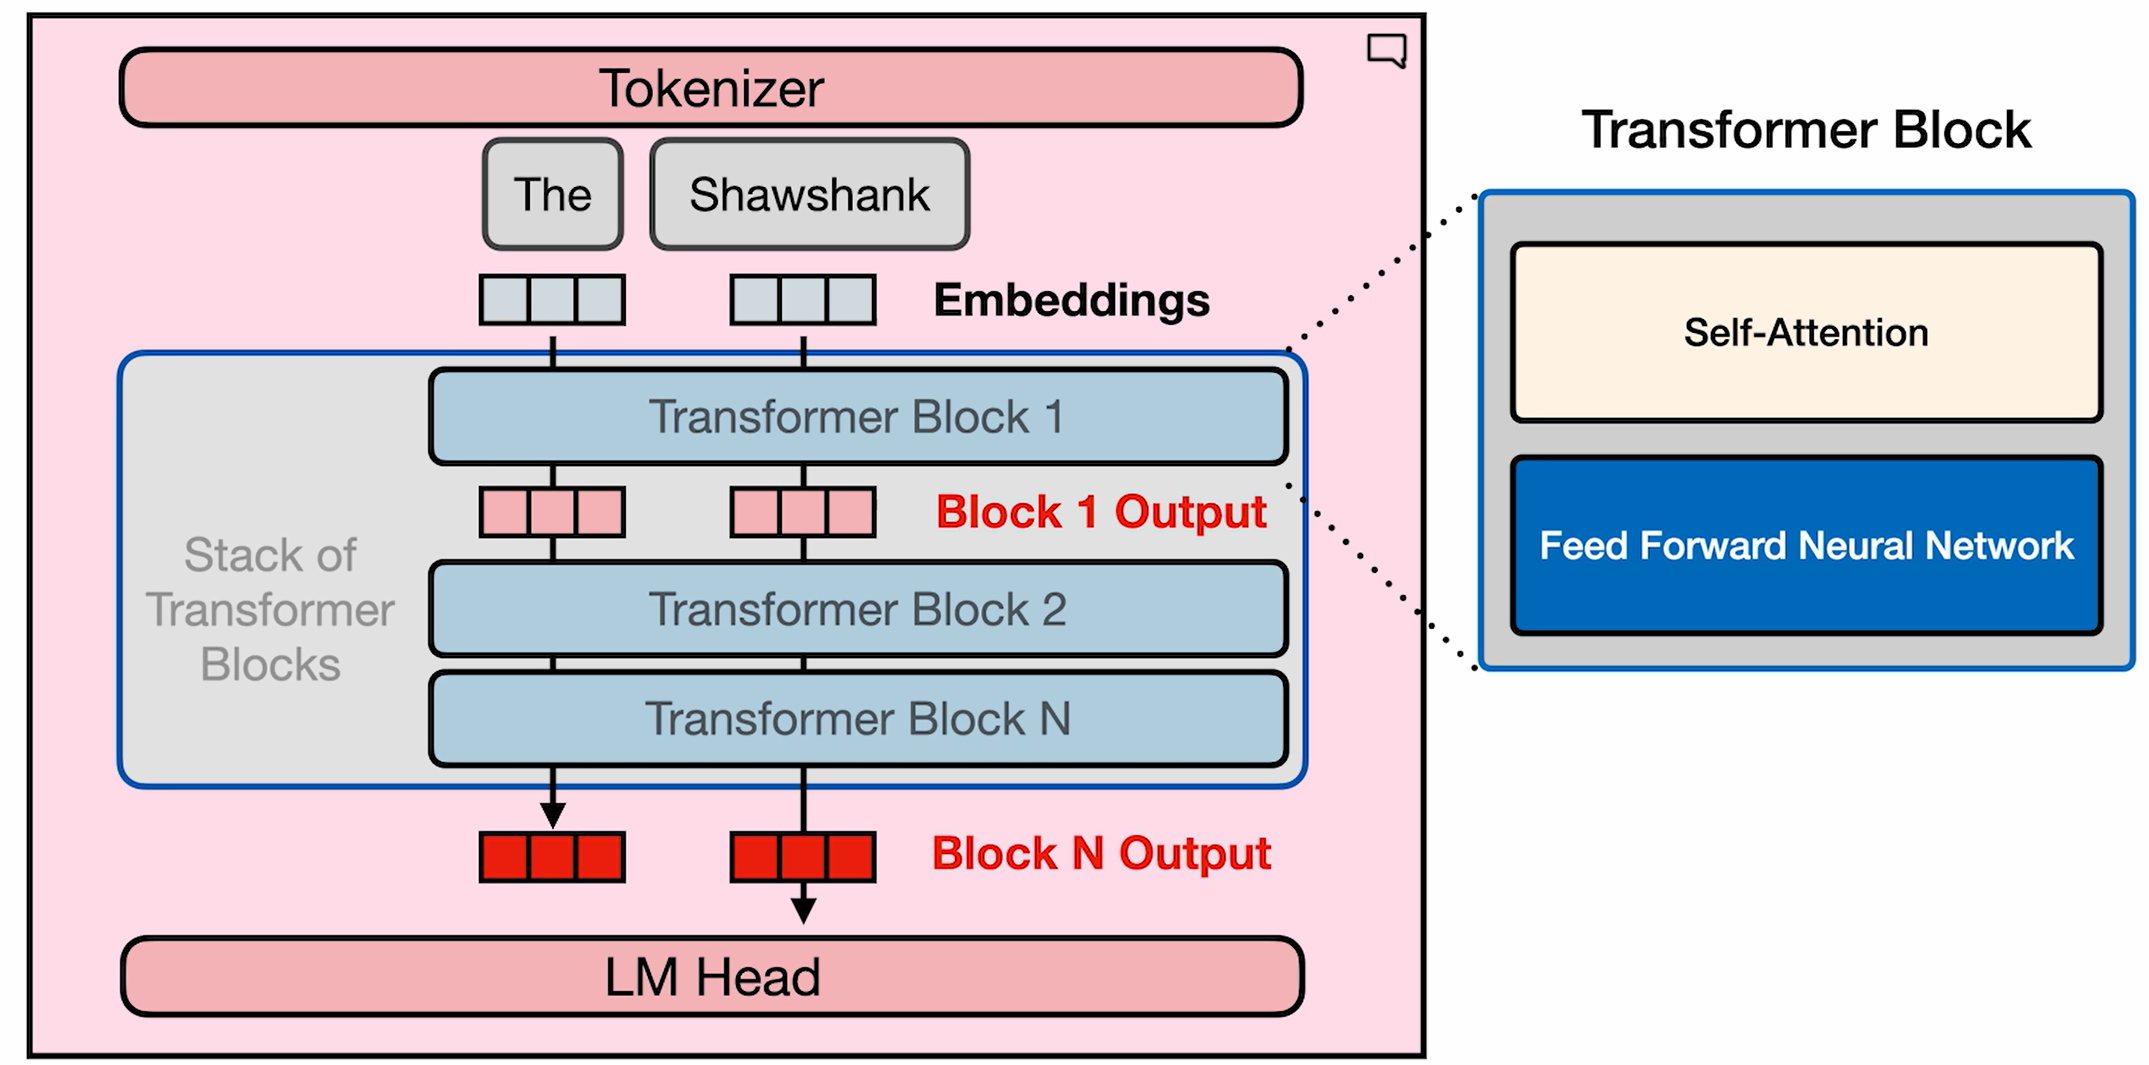 Tokenizer
The
Shawshank
Embeddings
Transformer Block 1
Block 1 Output
Stack of
Transformer
Blocks
Transformer Block 2
Transformer Block N
Block N Output
LM Head
Transformer Block
Self-Attention
Feed Forward Neural Network